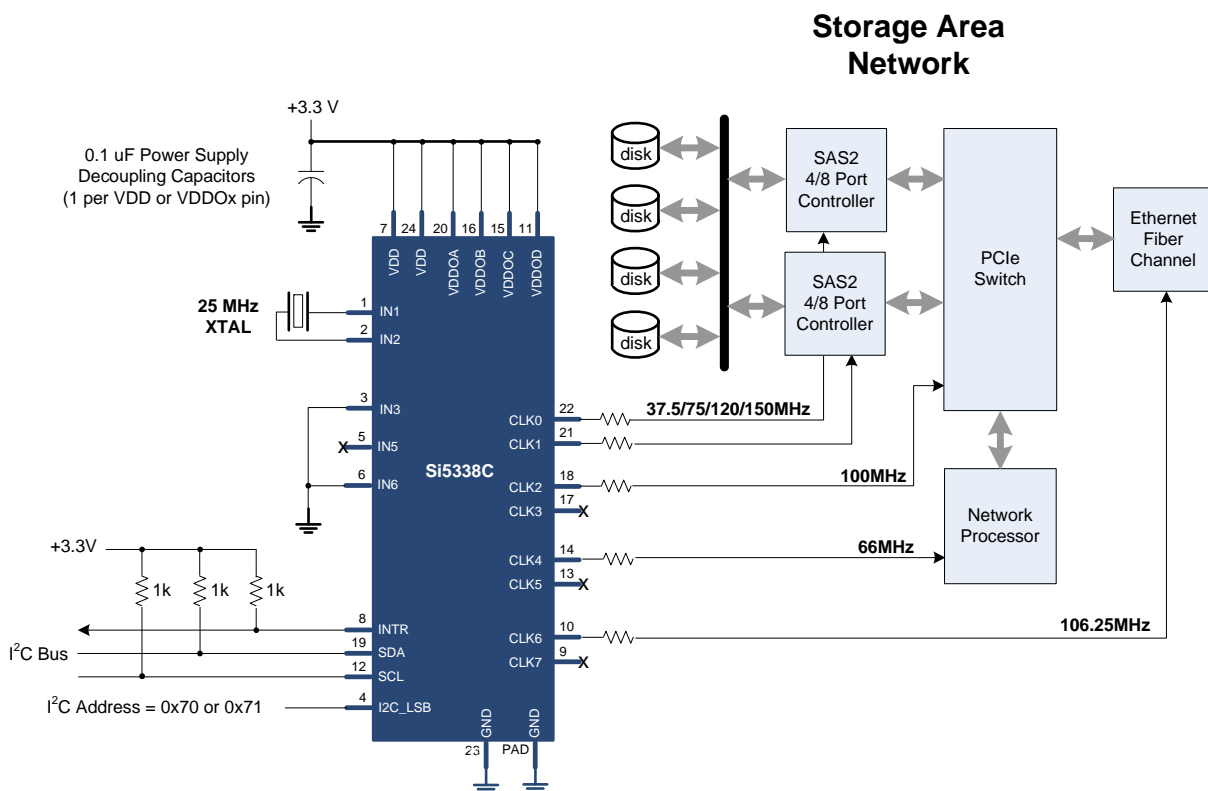 Storage Area
Network
+3.3 V
0.1 uF Power Supply
Decoupling Capacitors
(1 per VDD or VDDOx pin)
7
24
20
16
15
11
VDD
VDD
VDDOA
VDDOB
VDDOC
VDDOD
disk
disk
disk
disk
SAS2
4/8 Port
Controller
SAS2
4/8 Port
Controller
PCIe
Switch
Ethernet
Fiber
Channel
25 MHz
XTAL
1
IN1
2
IN2
3
IN3
X
5
IN5
6
IN6
Si5338C
CLK0
22
37.5/75/120/150MHz
CLK1
21
CLK2
18
100MHz
CLK3
17
X
CLK4
14
66MHz
CLK5
13
X
Network
Processor
CLK6
10
106.25MHz
CLK7
9
X
+3.3V
1k
1k
1k
8
INTR
I²C Bus
19
SDA
12
SCL
I²C Address = 0x70 or 0x71
4
I2C_LSB
GND
GND
23
PAD